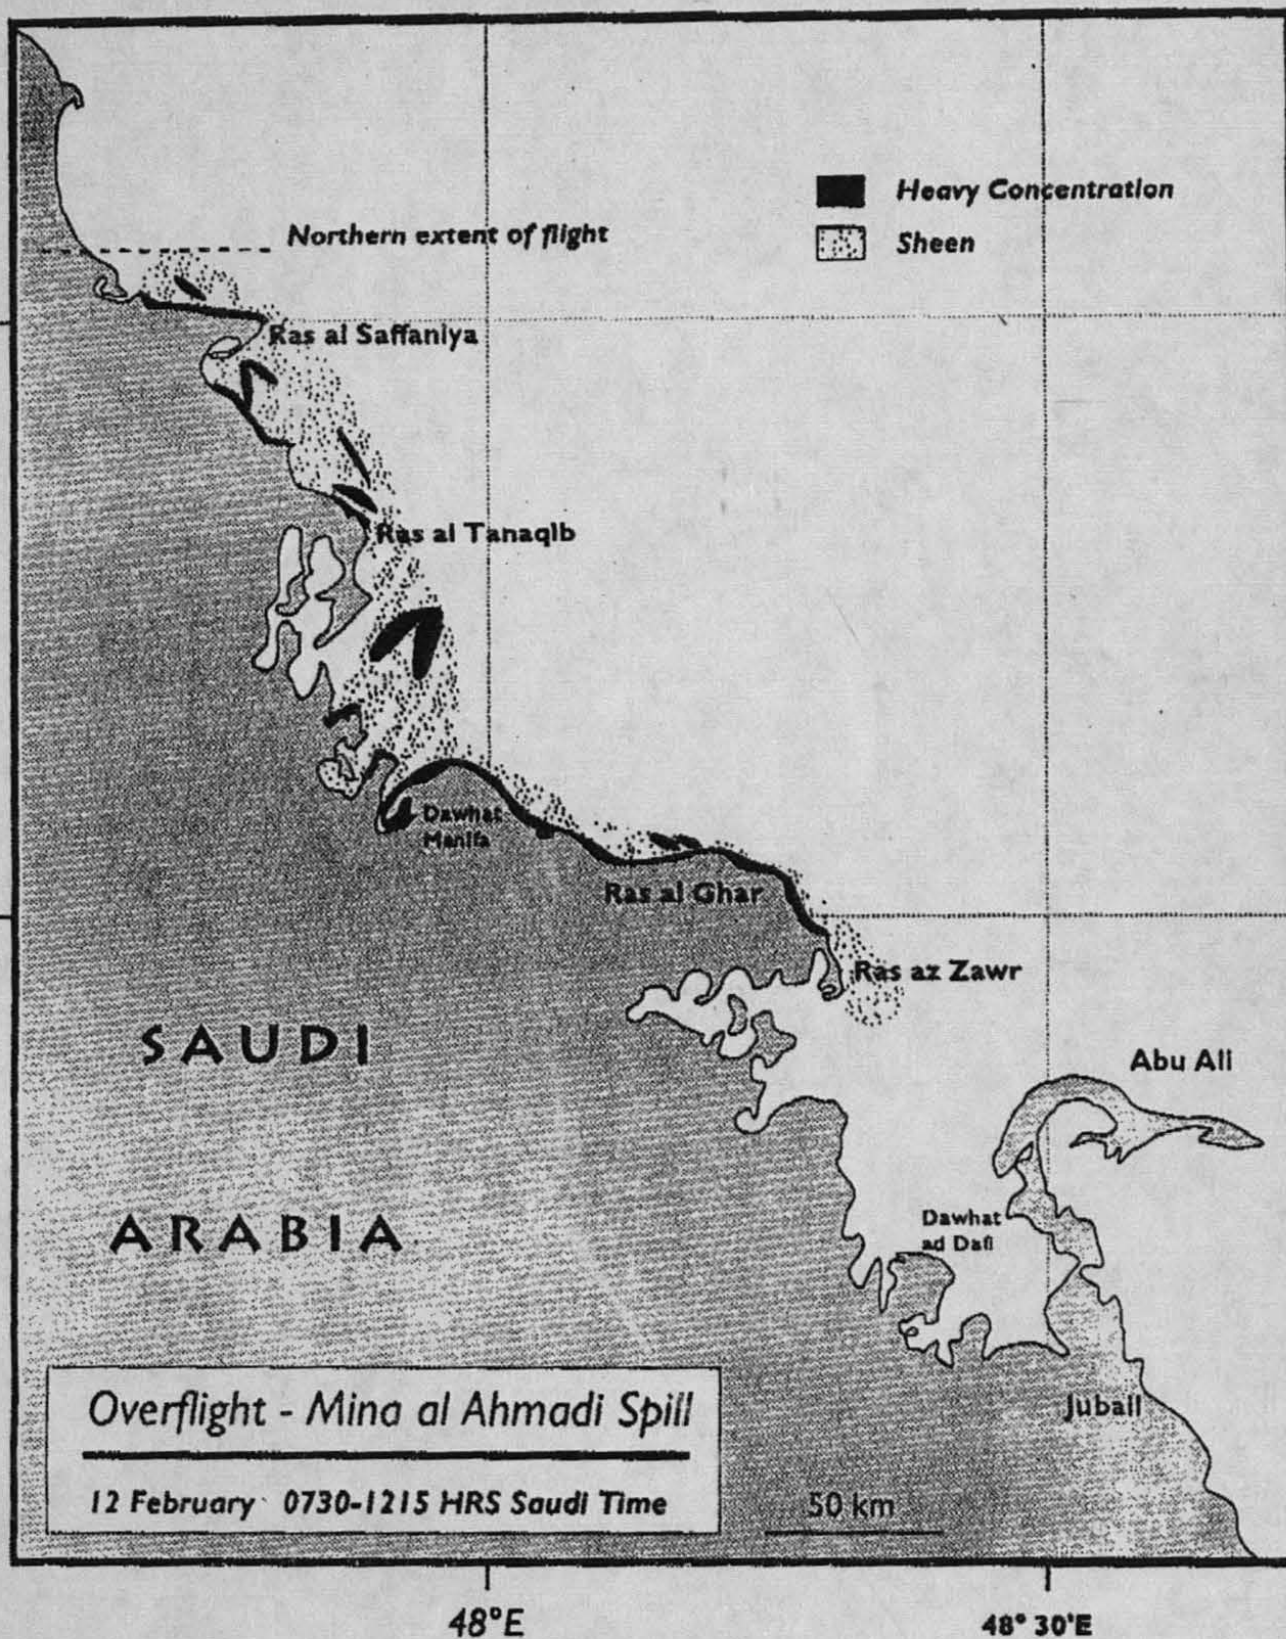 Heavy Concentration
Sheen
Northern extent of flight
Ras al Saffaniya
Ras al Tanaqib
Dawhat
Manifa
Ras al Ghar
Ras az Zawr
SAUDI
Abu Ali
ARABIA
Dawhat
ad Dafi
Jubail
Overflight - Mina al Ahmadi Spill
12 February 0730-1215 HRS Saudi Time
50 km
48°E
48° 30'E